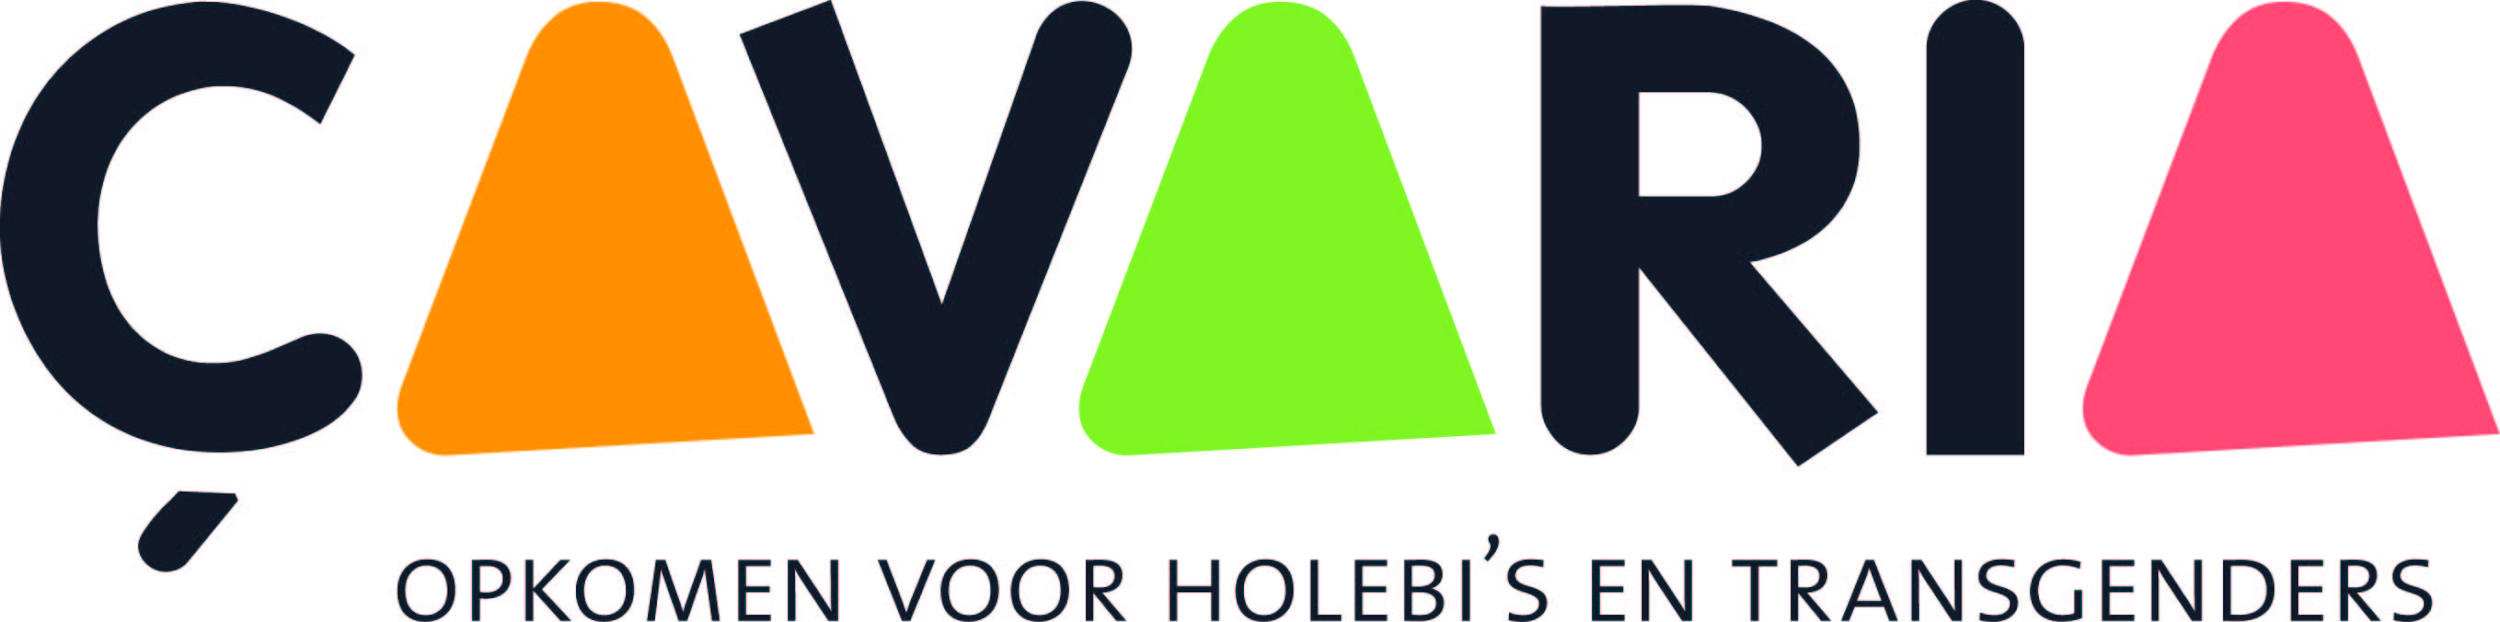 ÇAVARIA
OPKOMEN VOOR HOLEBI'S EN TRANSGENDERS